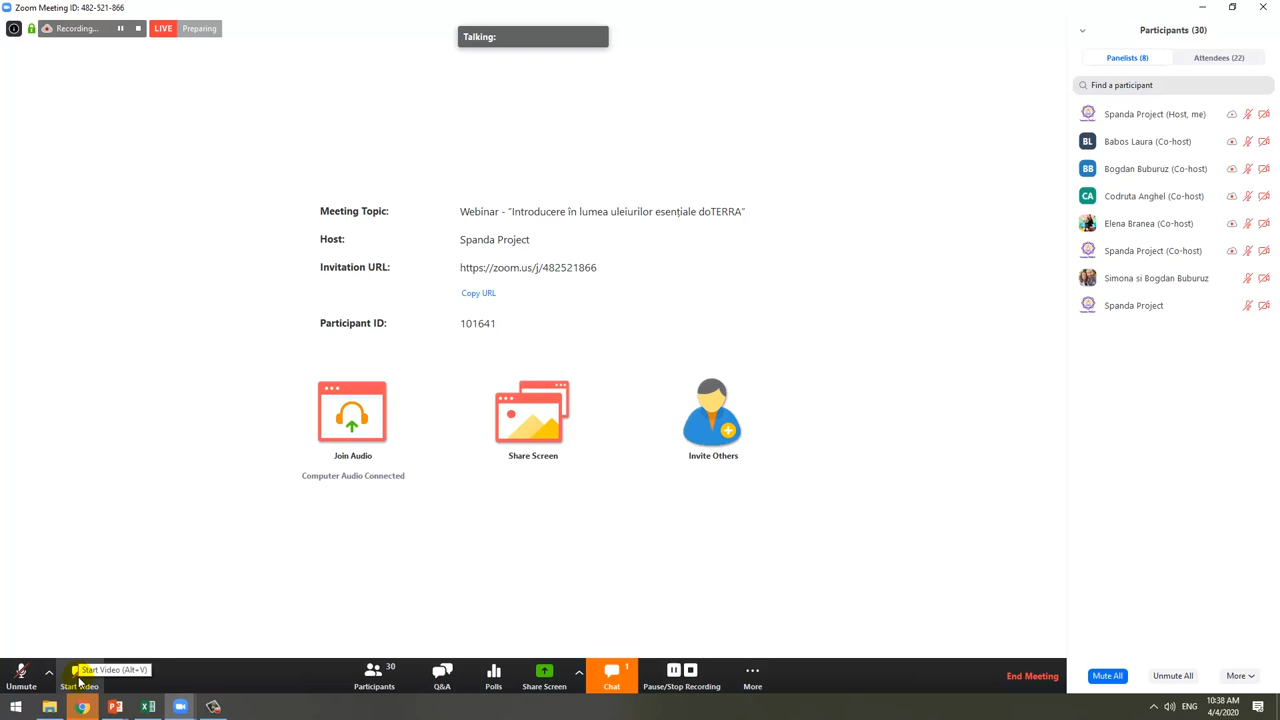 Zoom Meeting ID: 482-521-866
Recording...
LIVE Preparing
Talking:
Participants (30)
Panelists (8)
Attendees (22)
Find a participant
Spanda Project (Host, me)
BL Babos Laura (Co-host)
BB Bogdan Buburuz (Co-host)
CA Codruta Anghel (Co-host)
Elena Branea (Co-host)
Spanda Project (Co-host)
Simona si Bogdan Buburuz
Spanda Project
Meeting Topic: Webinar - "Introducere în lumea uleiurilor esențiale doTERRA"
Host: Spanda Project
Invitation URL: https://zoom.us/j/482521866
Copy URL
Participant ID: 101641
Join Audio
Computer Audio Connected
Share Screen
Invite Others
Start Video (Alt+V)
Unmute
Start Video
Participants 30
Q&A
Polls
Share Screen
Chat 1
Pause/Stop Recording
More
End Meeting
Mute All
Unmute All
More
ENG
10:38 AM
4/4/2020